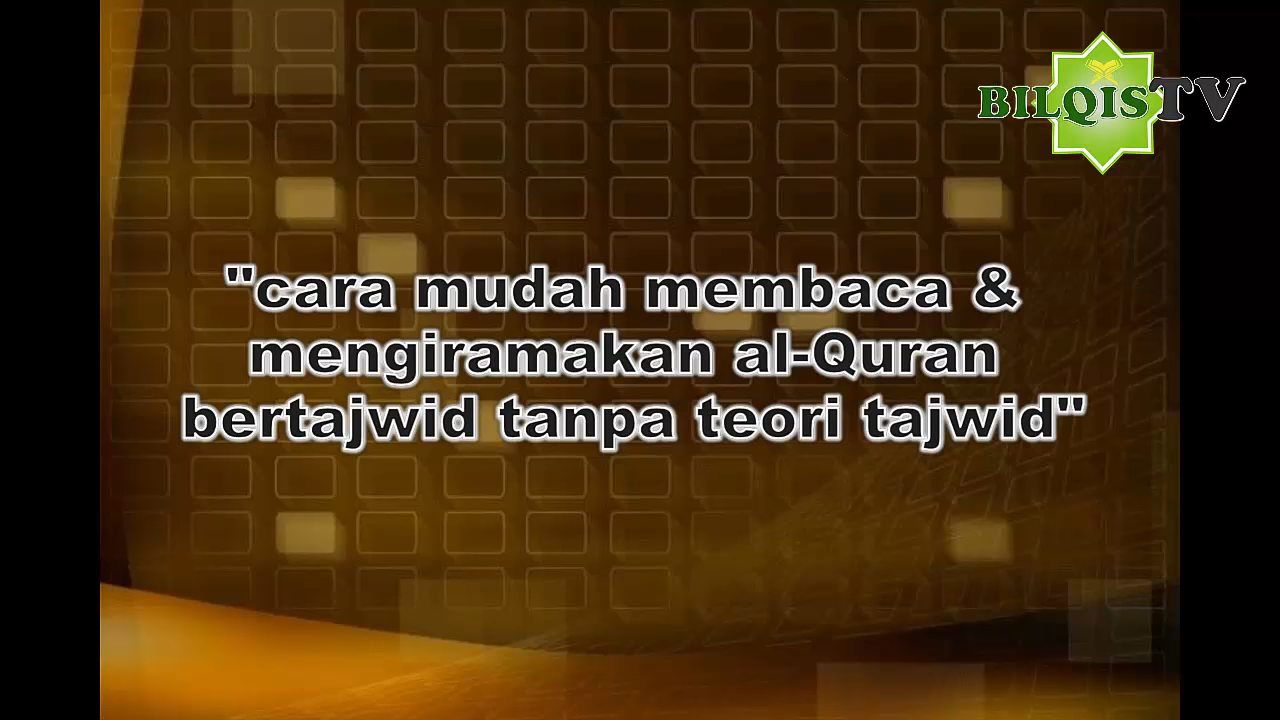 BILQIS TV
"cara mudah membaca &
mengiramakan al-Quran
bertajwid tanpa teori tajwid"